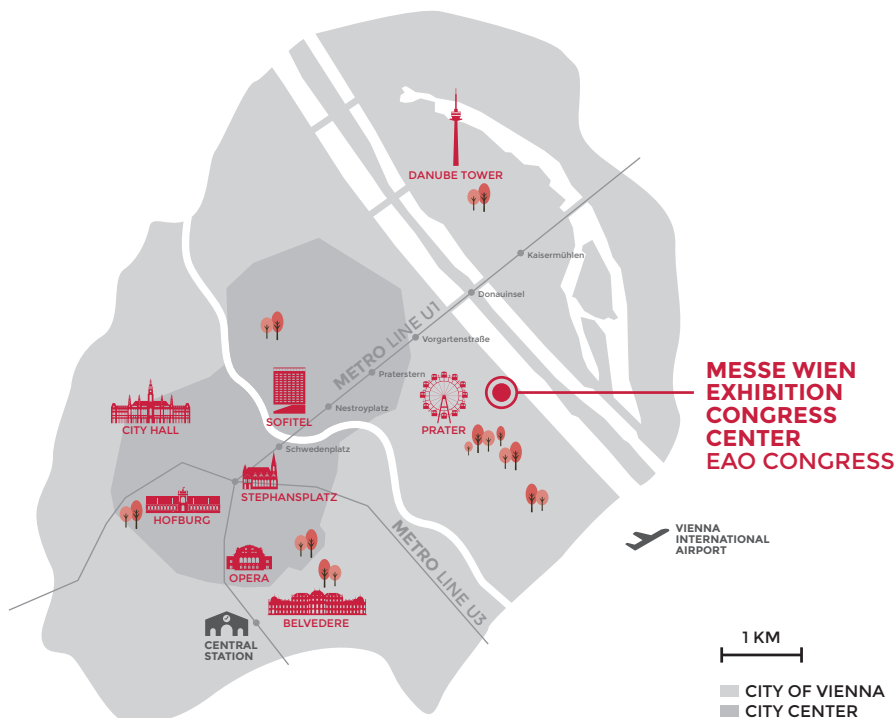 DANUBE TOWER
Kaisermühlen
Donauinsel
METRO LINE U1
Vorgartenstraße
Praterstern
Nestroyplatz
Schwedenplatz
SOFITEL
PRATER
CITY HALL
STEPHANSPLATZ
HOFBURG
OPERA
BELVEDERE
METRO LINE U3
CENTRAL
STATION
MESSE WIEN
EXHIBITION
CONGRESS
CENTER
EAO CONGRESS
VIENNA
INTERNATIONAL
AIRPORT
1 KM
CITY OF VIENNA
CITY CENTER